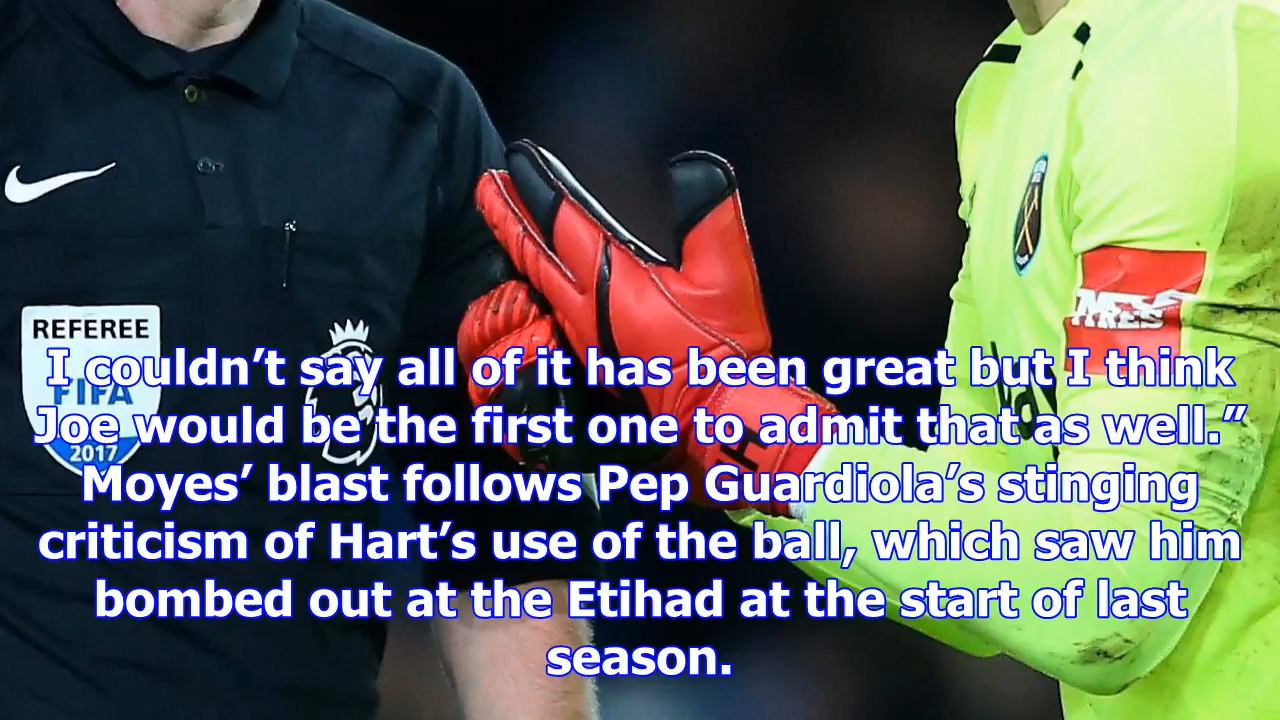 REFEREE
FIFA
2017
I couldn’t say all of it has been great but I think
Joe would be the first one to admit that as well.”
Moyes’ blast follows Pep Guardiola’s stinging
criticism of Hart’s use of the ball, which saw him
bombed out at the Etihad at the start of last
season.